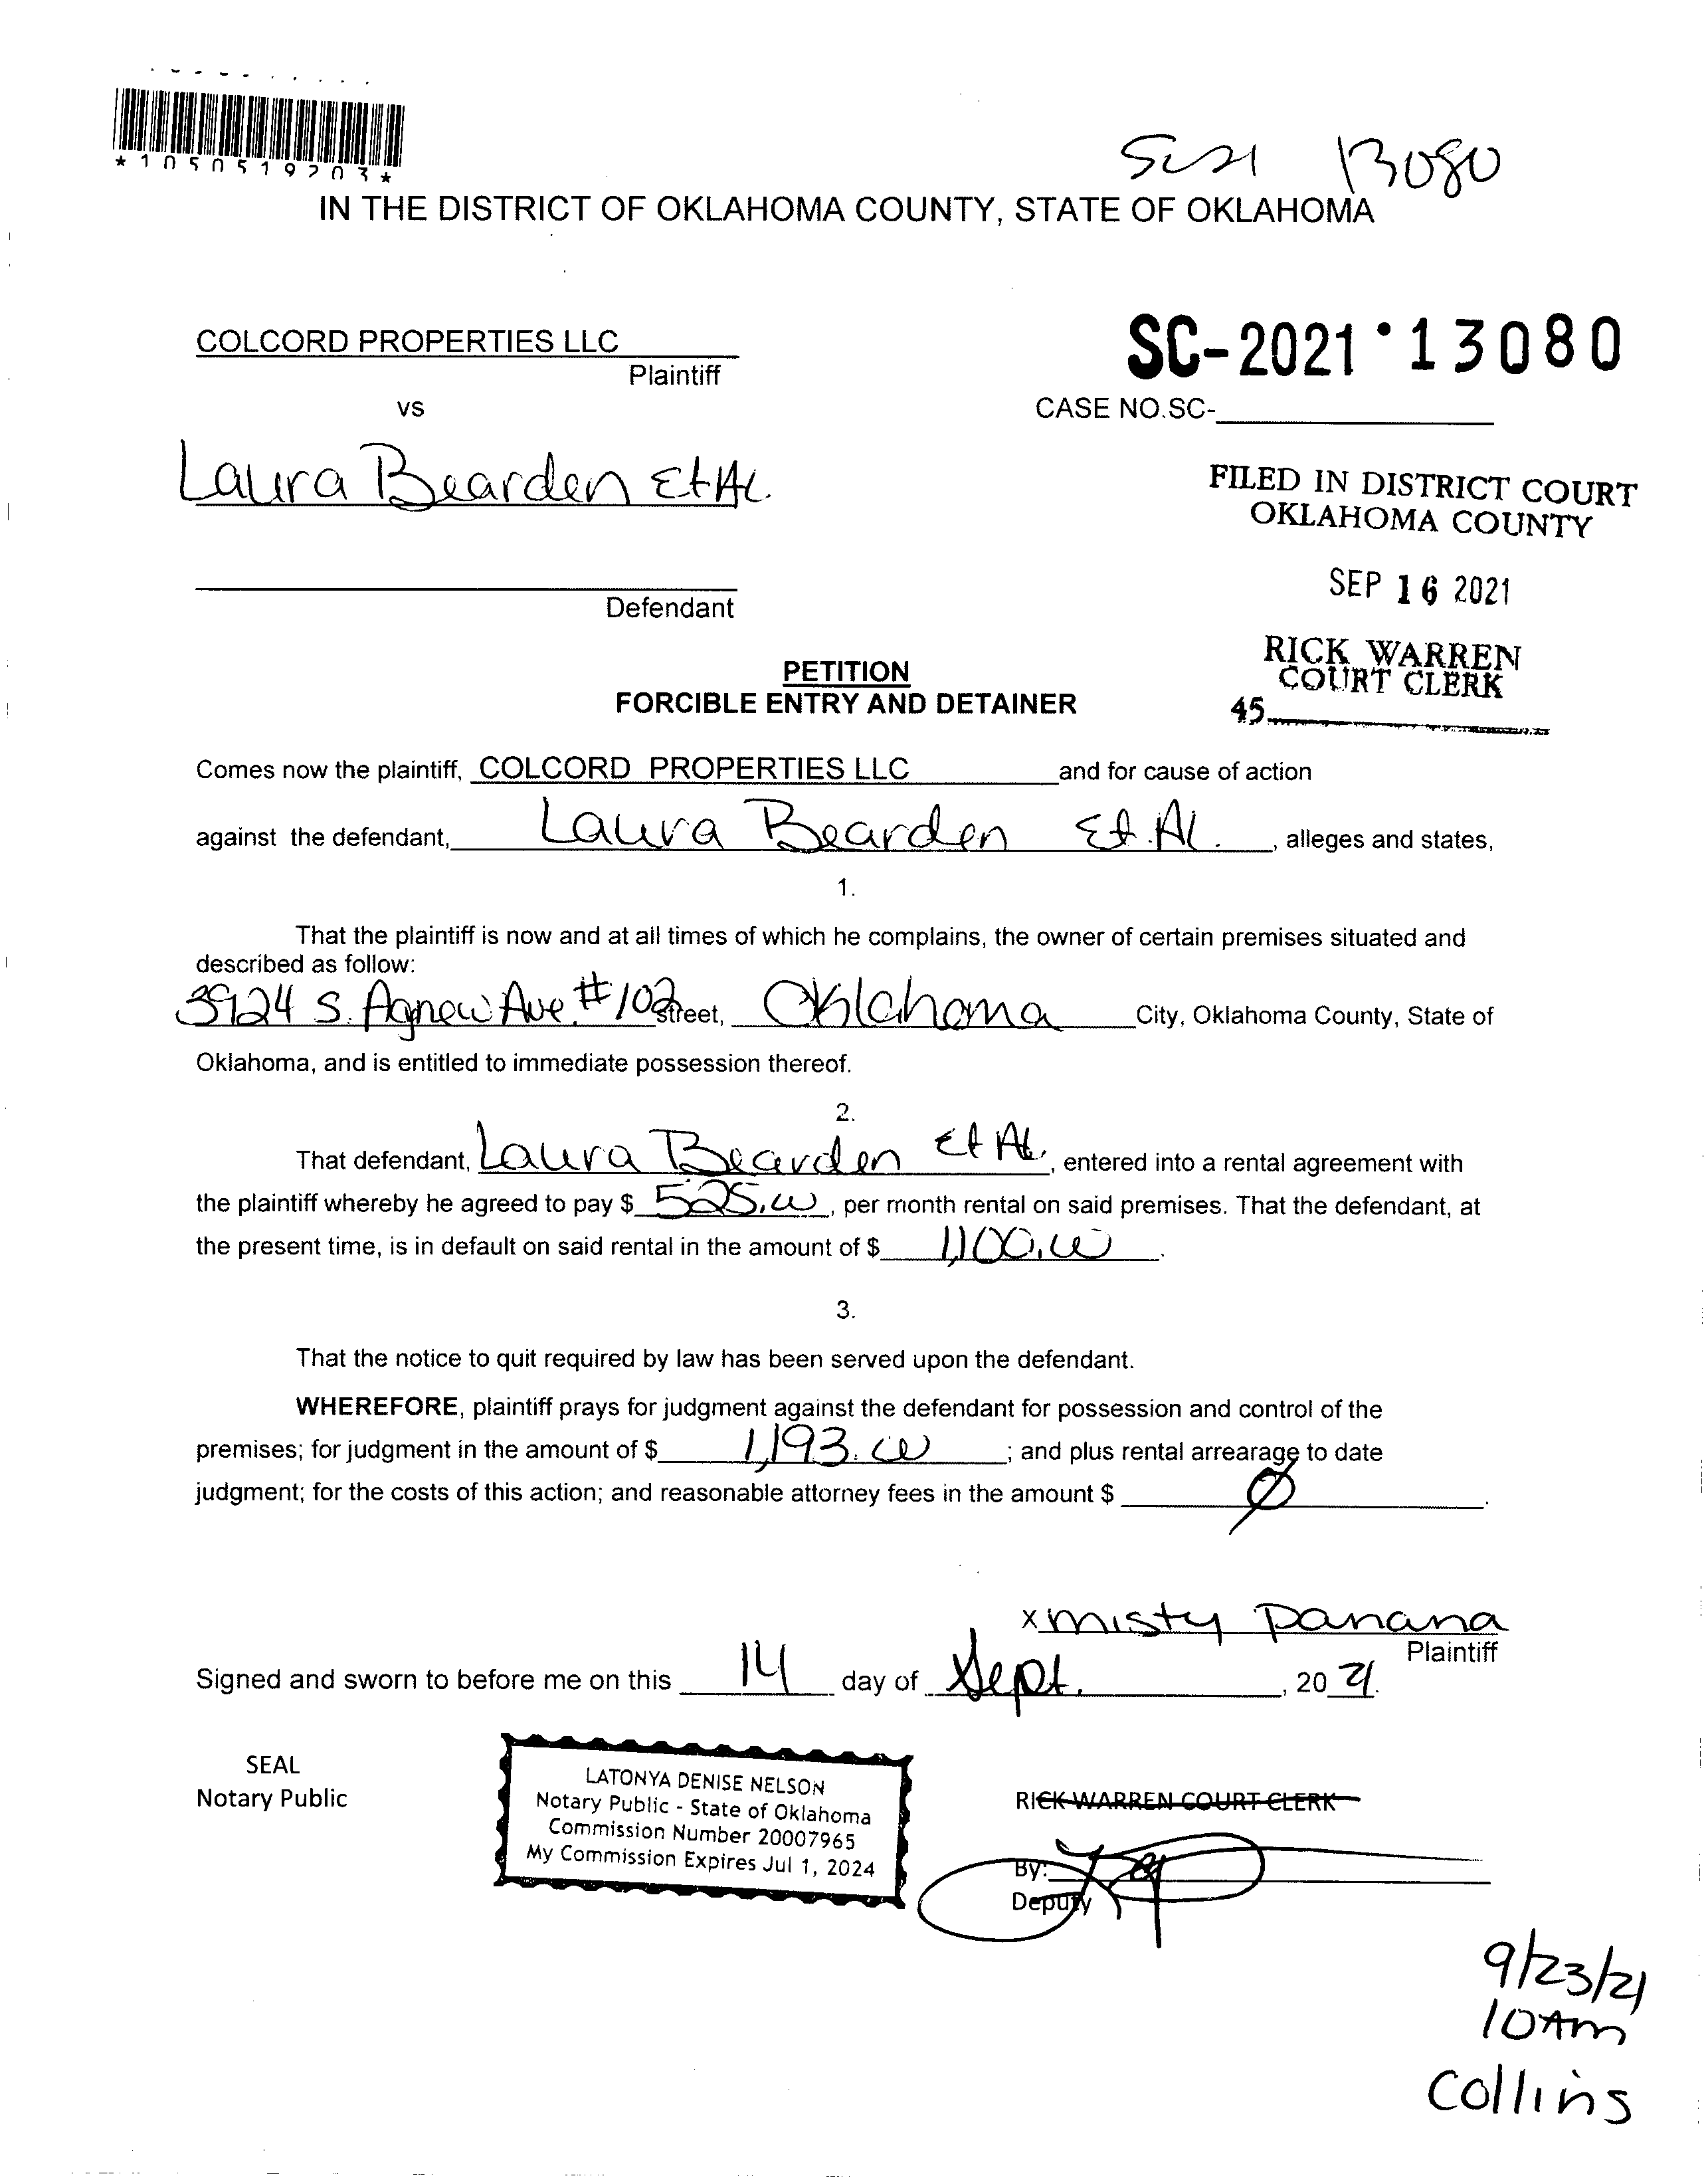 *1050519203*
SC21 13080
IN THE DISTRICT OF OKLAHOMA COUNTY, STATE OF OKLAHOMA
COLCORD PROPERTIES LLC
Plaintiff
SC-2021 · 13080
vs
CASE NO.SC-
Laura Bearden Et Al.
FILED IN DISTRICT COURT
OKLAHOMA COUNTY
SEP 16 2021
Defendant
RICK WARREN
COURT CLERK
45
PETITION
FORCIBLE ENTRY AND DETAINER
Comes now the plaintiff, COLCORD PROPERTIES LLC and for cause of action
against the defendant, Laura Bearden Et. Al. , alleges and states,
1.
That the plaintiff is now and at all times of which he complains, the owner of certain premises situated and
described as follow:
3924 S. Agnew Ave. #102 street, Oklahoma City, Oklahoma County, State of
Oklahoma, and is entitled to immediate possession thereof.
2.
That defendant, Laura Bearden Et Al. , entered into a rental agreement with
the plaintiff whereby he agreed to pay $ 525.00 , per month rental on said premises. That the defendant, at
the present time, is in default on said rental in the amount of $ 1,100.00 .
3.
That the notice to quit required by law has been served upon the defendant.
WHEREFORE, plaintiff prays for judgment against the defendant for possession and control of the
premises; for judgment in the amount of $ 1,193.00 ; and plus rental arrearage to date
judgment; for the costs of this action; and reasonable attorney fees in the amount $ Ø .
x misty panana
Plaintiff
Signed and sworn to before me on this 14 day of Sept. , 20 21.
SEAL
Notary Public
LATONYA DENISE NELSON
Notary Public - State of Oklahoma
Commission Number 20007965
My Commission Expires Jul 1, 2024
RICK WARREN COURT CLERK
By:
Deputy
9/23/21
10 Am
Collins